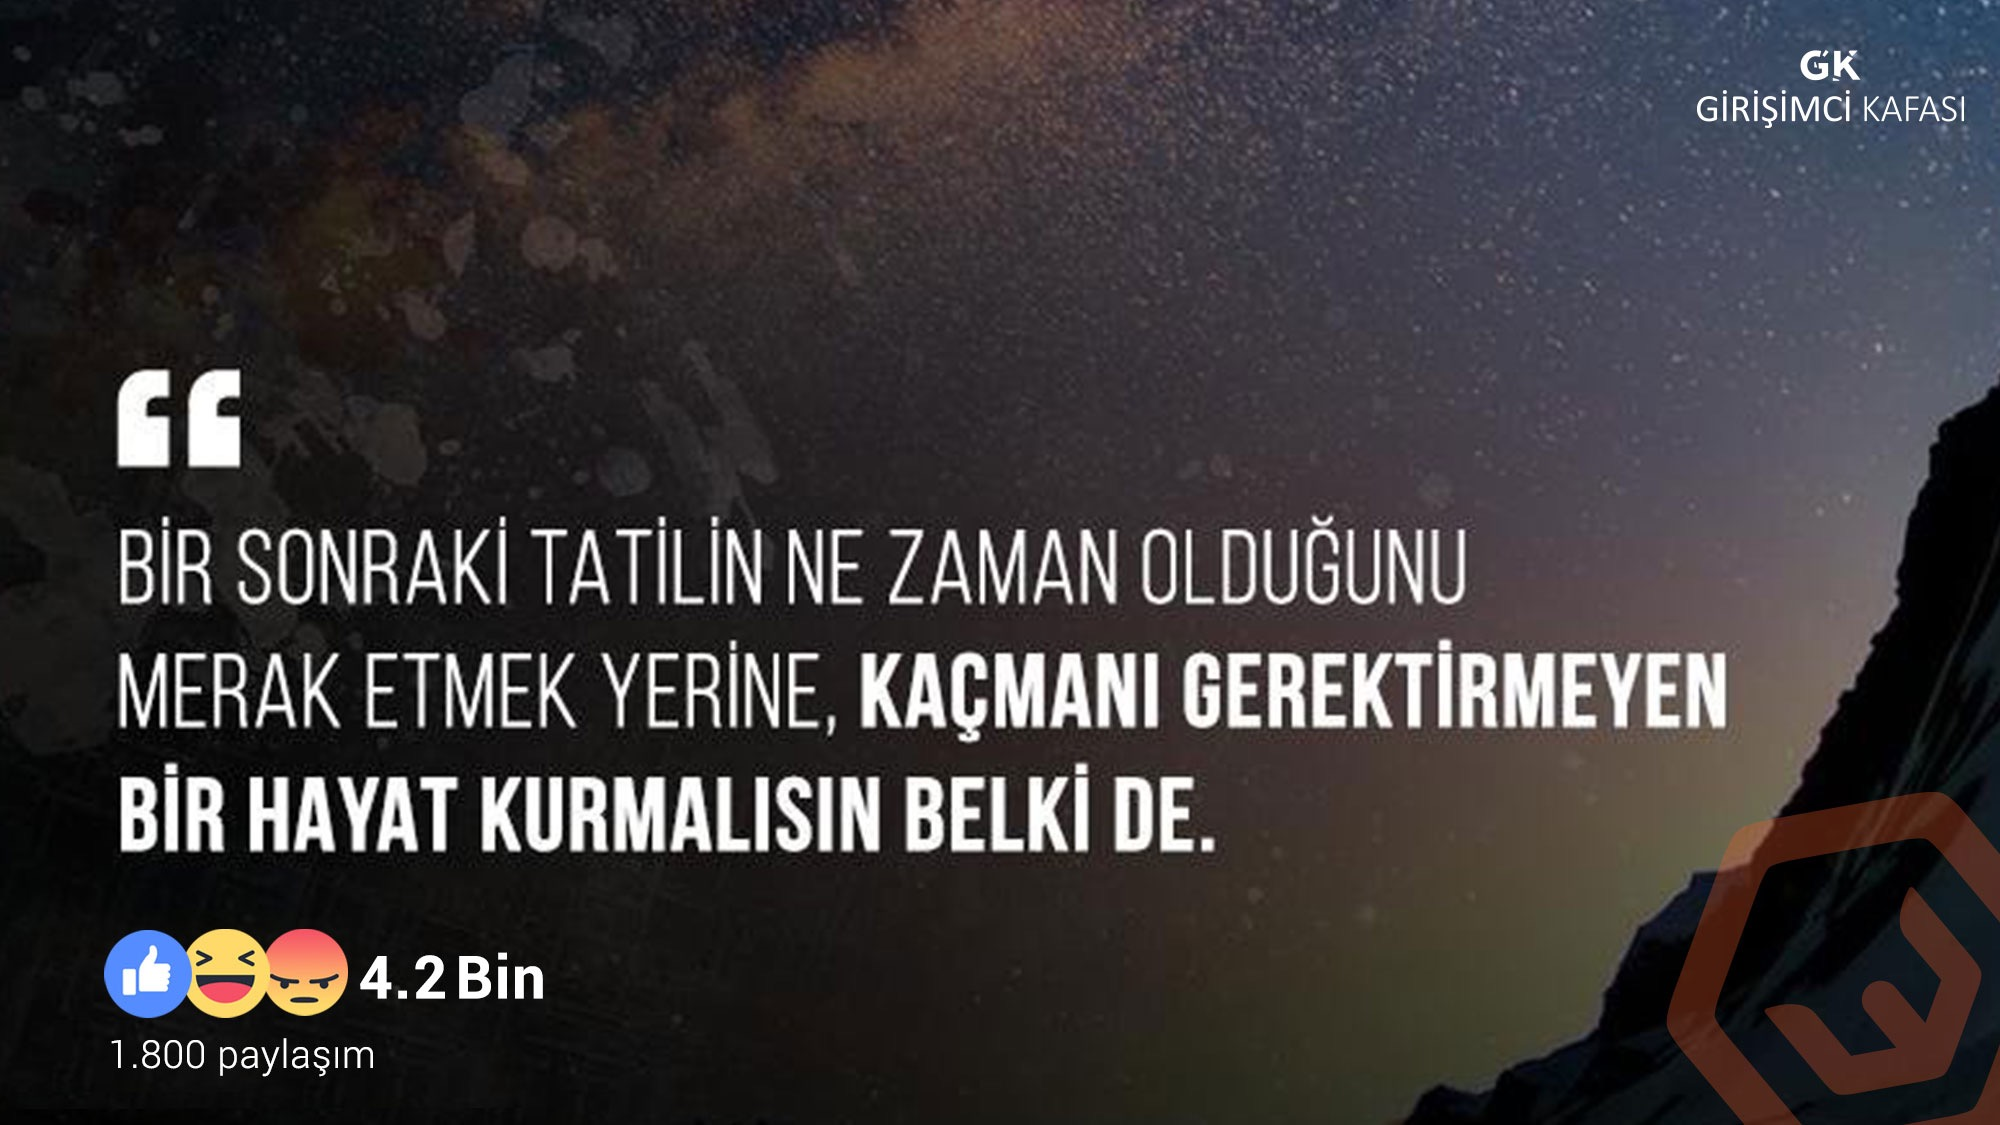 GK
GİRİŞİMCİ KAFASI
“
BİR SONRAKİ TATİLİN NE ZAMAN OLDUĞUNU
MERAK ETMEK YERİNE, KAÇMANI GEREKTİRMEYEN
BİR HAYAT KURMALISIN BELKİ DE.
4.2 Bin
1.800 paylaşım